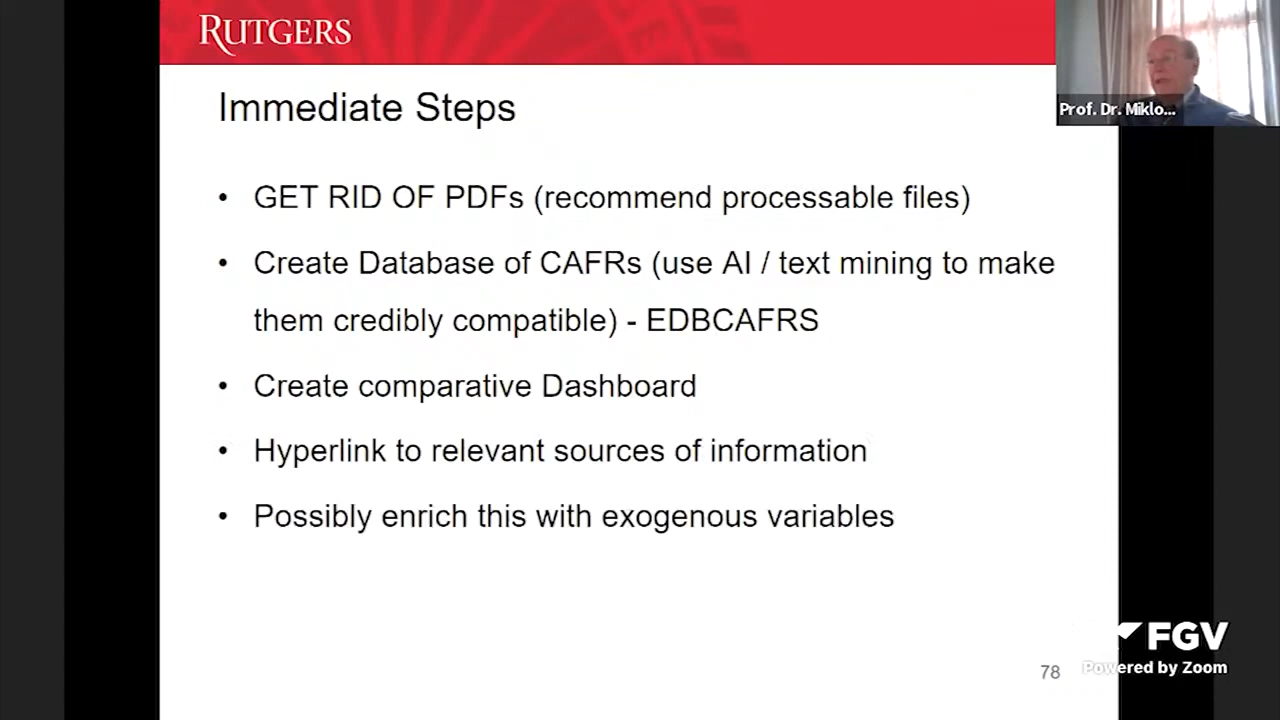 RUTGERS
Prof. Dr. Miklo...
Immediate Steps
• GET RID OF PDFs (recommend processable files)
• Create Database of CAFRs (use AI / text mining to make
them credibly compatible) - EDBCAFRS
• Create comparative Dashboard
• Hyperlink to relevant sources of information
• Possibly enrich this with exogenous variables
FGV
78
Powered by Zoom